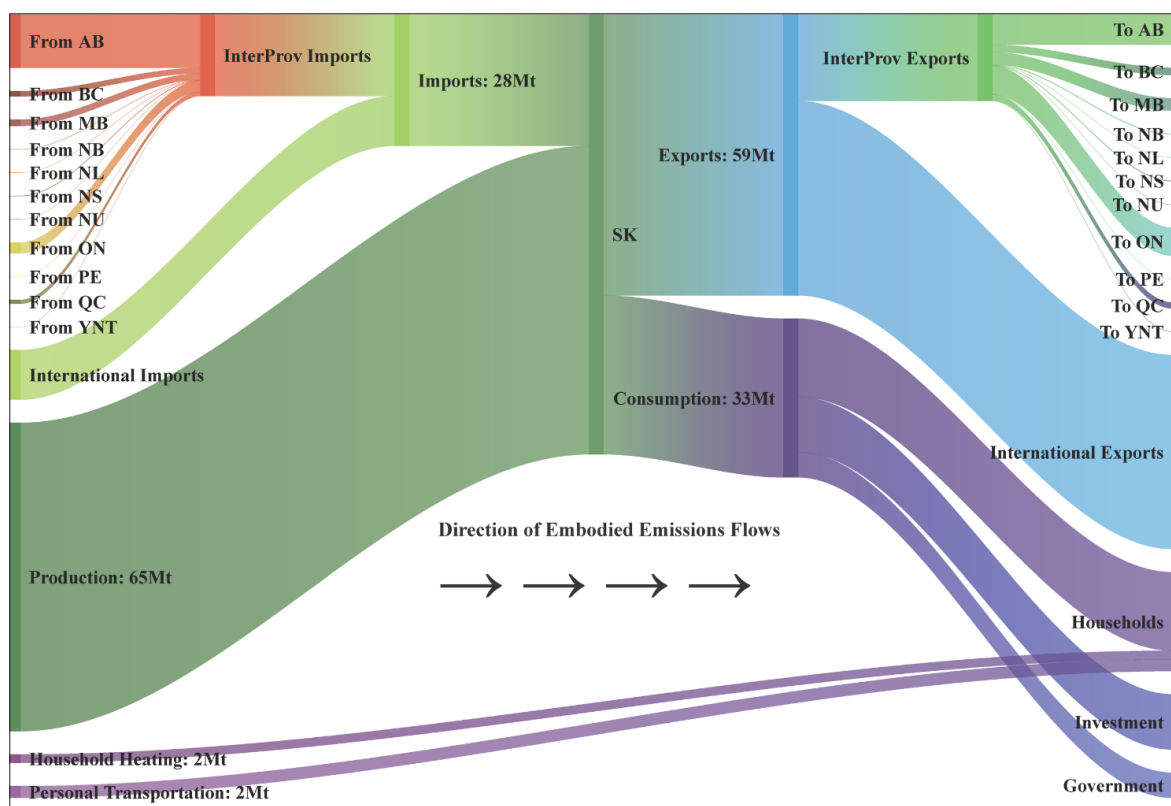 From AB
From BC
From MB
From NB
From NL
From NS
From NU
From ON
From PE
From QC
From YNT
International Imports
Production: 65Mt
Household Heating: 2Mt
Personal Transportation: 2Mt
InterProv Imports
Imports: 28Mt
SK
Exports: 59Mt
Consumption: 33Mt
Direction of Embodied Emissions Flows
InterProv Exports
To AB
To BC
To MB
To NB
To NL
To NS
To NU
To ON
To PE
To QC
To YNT
International Exports
Households
Investment
Government